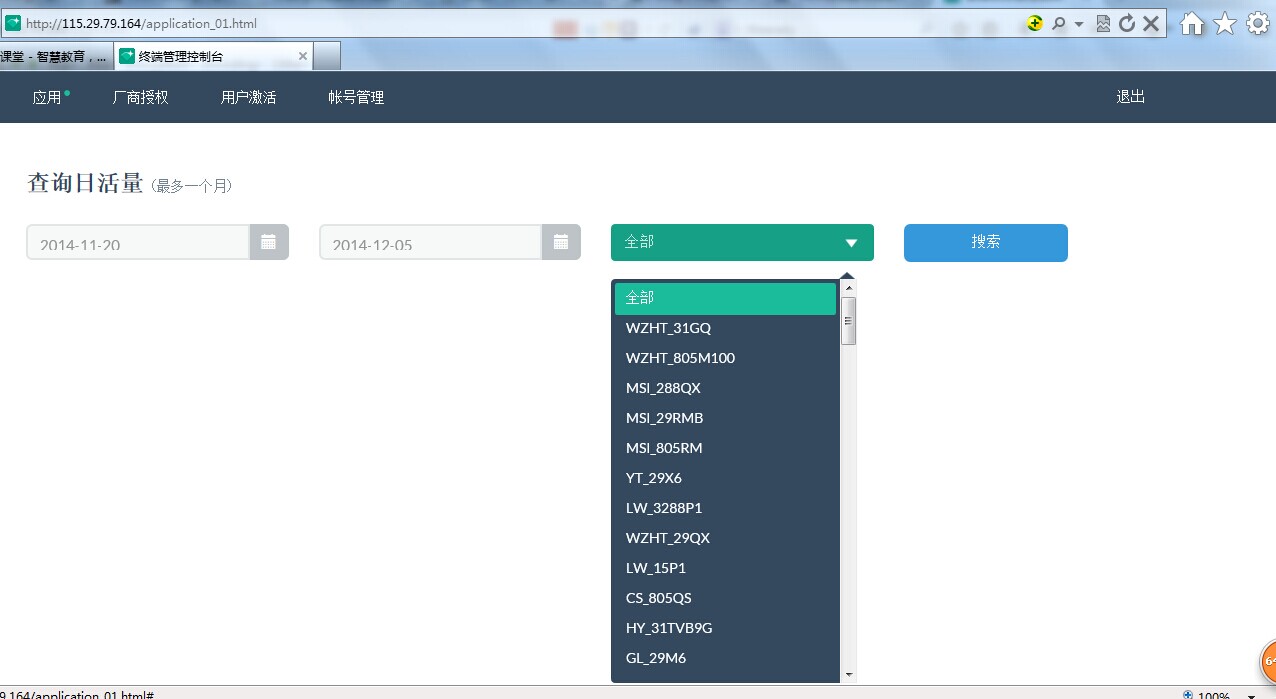 http://115.29.79.164/application_01.html
课堂 - 智慧教育，... 终端管理控制台
应用 厂商授权 用户激活 帐号管理 退出
查询日活量 (最多一个月)
2014-11-20 2014-12-05 全部 搜索
全部
WZHT_31GQ
WZHT_805M100
MSI_288QX
MSI_29RMB
MSI_805RM
YT_29X6
LW_3288P1
WZHT_29QX
LW_15P1
CS_805QS
HY_31TVB9G
GL_29M6
64
9.164/application_01.html# 100%